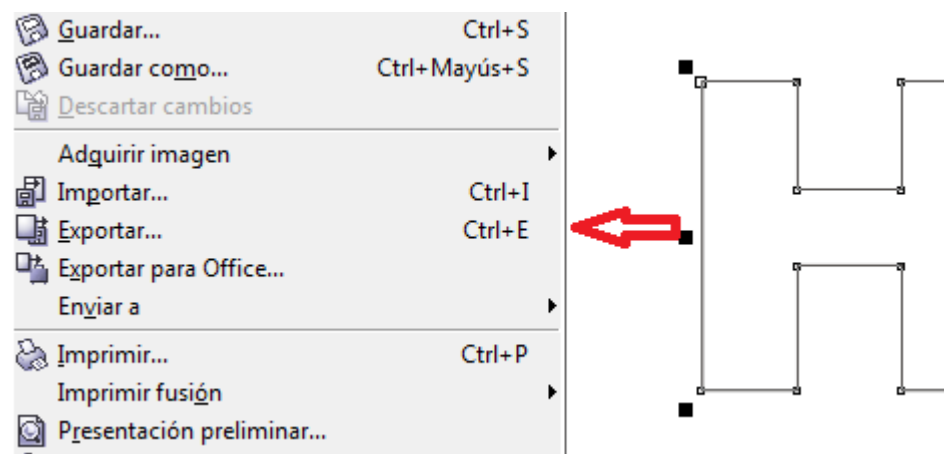 Guardar... Ctrl+S
Guardar como... Ctrl+Mayús+S
Descartar cambios
Adquirir imagen
Importar... Ctrl+I
Exportar... Ctrl+E
Exportar para Office...
Enviar a
Imprimir... Ctrl+P
Imprimir fusión
Presentación preliminar...